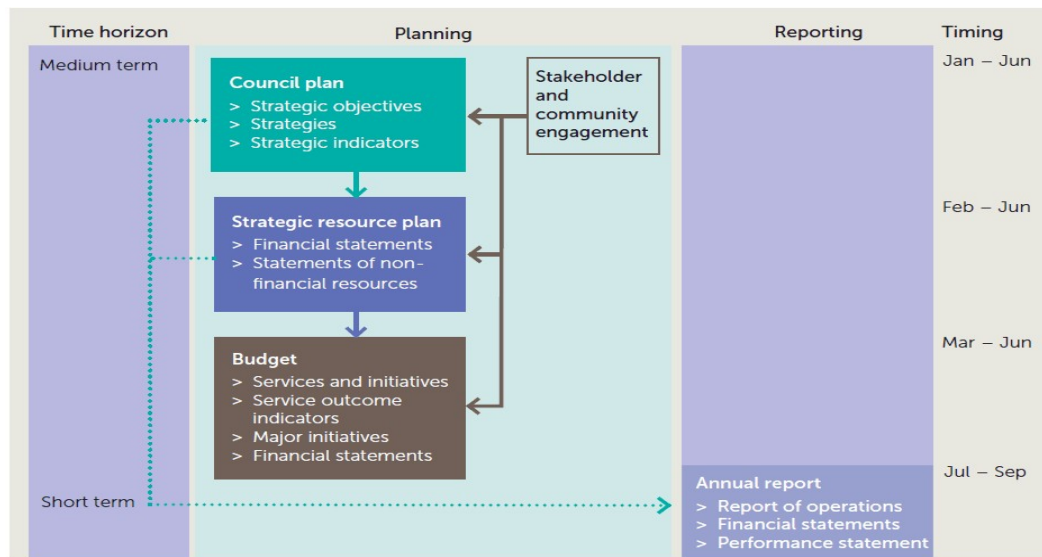 Time horizon
Planning
Reporting
Timing
Medium term
Jan – Jun
Council plan
> Strategic objectives
> Strategies
> Strategic indicators
Stakeholder
and
community
engagement
Feb – Jun
Strategic resource plan
> Financial statements
> Statements of non-
financial resources
Mar – Jun
Budget
> Services and initiatives
> Service outcome
indicators
> Major initiatives
> Financial statements
Short term
Jul – Sep
Annual report
> Report of operations
> Financial statements
> Performance statement